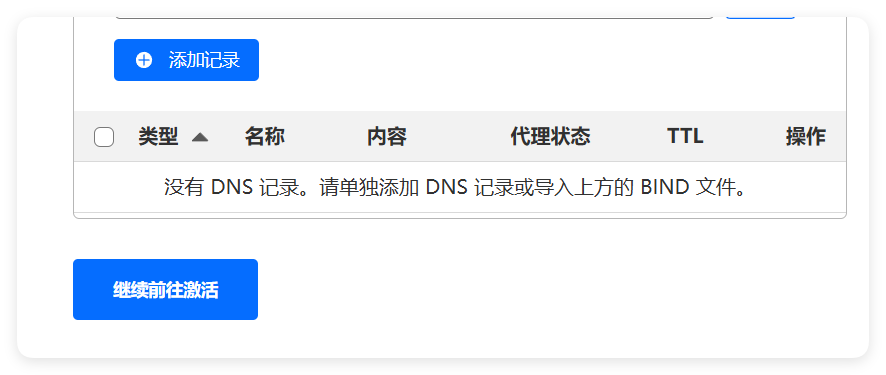 添加记录
类型 名称 内容 代理状态 TTL 操作
没有 DNS 记录。请单独添加 DNS 记录或导入上方的 BIND 文件。
继续前往激活